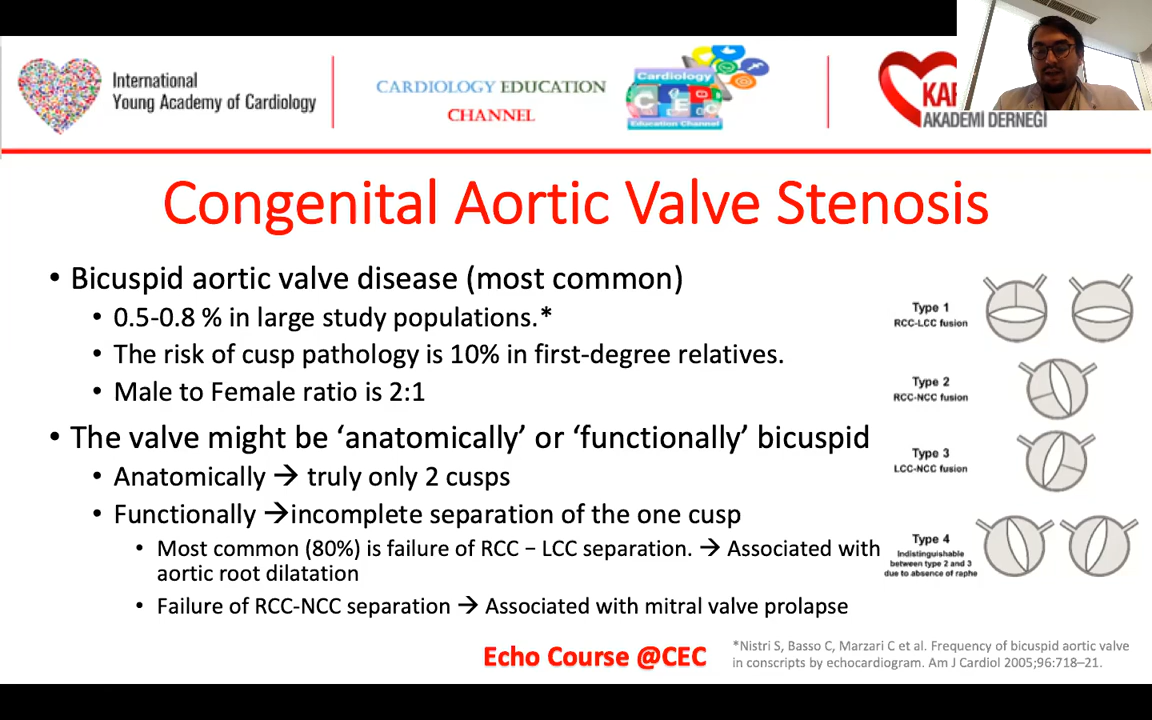 International
Young Academy of Cardiology
CARDIOLOGY EDUCATION
CHANNEL
Cardiology
C E C
Education Channel
AKADEMİ DERNEĞİ
Congenital Aortic Valve Stenosis
• Bicuspid aortic valve disease (most common)
• 0.5-0.8 % in large study populations.*
• The risk of cusp pathology is 10% in first-degree relatives.
• Male to Female ratio is 2:1
• The valve might be ‘anatomically’ or ‘functionally’ bicuspid
• Anatomically → truly only 2 cusps
• Functionally →incomplete separation of the one cusp
• Most common (80%) is failure of RCC – LCC separation. → Associated with
aortic root dilatation
• Failure of RCC-NCC separation → Associated with mitral valve prolapse
Type 1
RCC-LCC fusion
Type 2
RCC-NCC fusion
Type 3
LCC-NCC fusion
Type 4
Indistinguishable
between type 2 and 3
due to absence of raphe
Echo Course @CEC
*Nistri S, Basso C, Marzari C et al. Frequency of bicuspid aortic valve
in conscripts by echocardiogram. Am J Cardiol 2005;96:718–21.